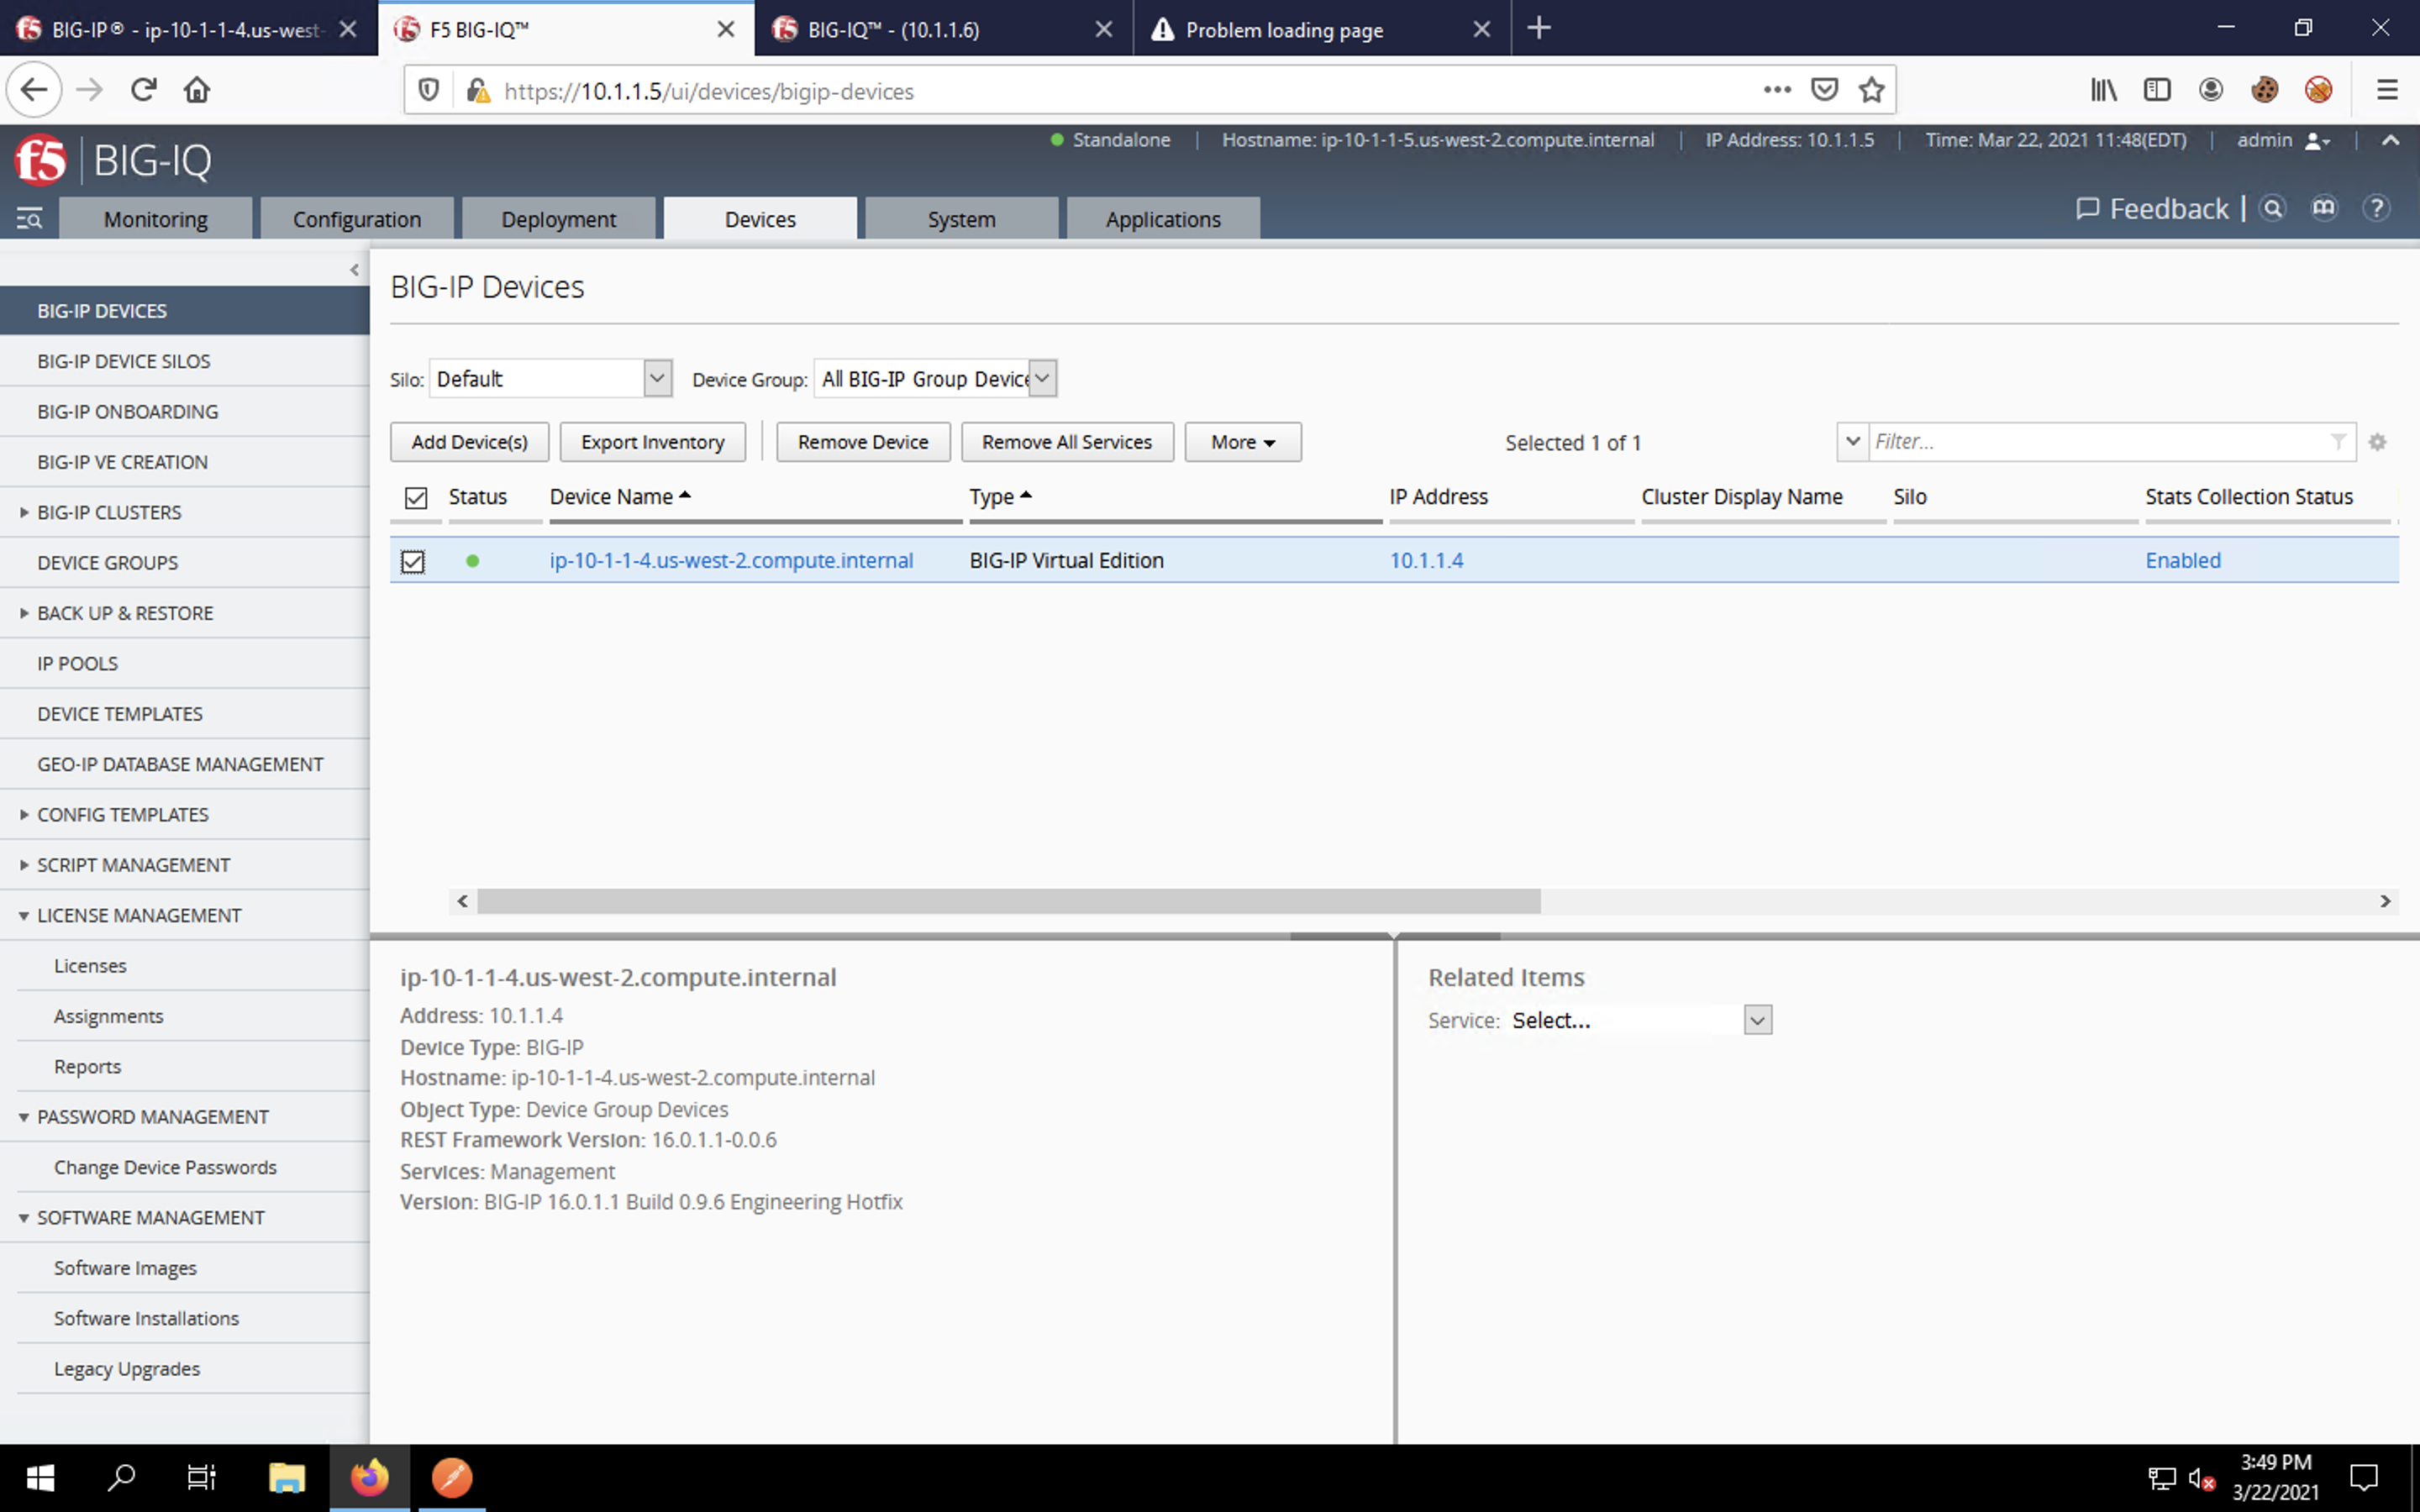 BIG-IP® - ip-10-1-1-4.us-west-
F5 BIG-IQ™
BIG-IQ™ - (10.1.1.6)
Problem loading page
https://10.1.1.5/ui/devices/bigip-devices
f5 BIG-IQ
Standalone | Hostname: ip-10-1-1-5.us-west-2.compute.internal | IP Address: 10.1.1.5 | Time: Mar 22, 2021 11:48(EDT) | admin
Monitoring Configuration Deployment Devices System Applications
Feedback |
BIG-IP DEVICES
BIG-IP DEVICE SILOS
BIG-IP ONBOARDING
BIG-IP VE CREATION
BIG-IP CLUSTERS
DEVICE GROUPS
BACK UP & RESTORE
IP POOLS
DEVICE TEMPLATES
GEO-IP DATABASE MANAGEMENT
CONFIG TEMPLATES
SCRIPT MANAGEMENT
LICENSE MANAGEMENT
Licenses
Assignments
Reports
PASSWORD MANAGEMENT
Change Device Passwords
SOFTWARE MANAGEMENT
Software Images
Software Installations
Legacy Upgrades
BIG-IP Devices
Silo: Default Device Group: All BIG-IP Group Device
Add Device(s) Export Inventory Remove Device Remove All Services More Selected 1 of 1 Filter...
Status Device Name Type IP Address Cluster Display Name Silo Stats Collection Status
ip-10-1-1-4.us-west-2.compute.internal BIG-IP Virtual Edition 10.1.1.4 Enabled
ip-10-1-1-4.us-west-2.compute.internal
Address: 10.1.1.4
Device Type: BIG-IP
Hostname: ip-10-1-1-4.us-west-2.compute.internal
Object Type: Device Group Devices
REST Framework Version: 16.0.1.1-0.0.6
Services: Management
Version: BIG-IP 16.0.1.1 Build 0.9.6 Engineering Hotfix
Related Items
Service: Select...
3:49 PM
3/22/2021